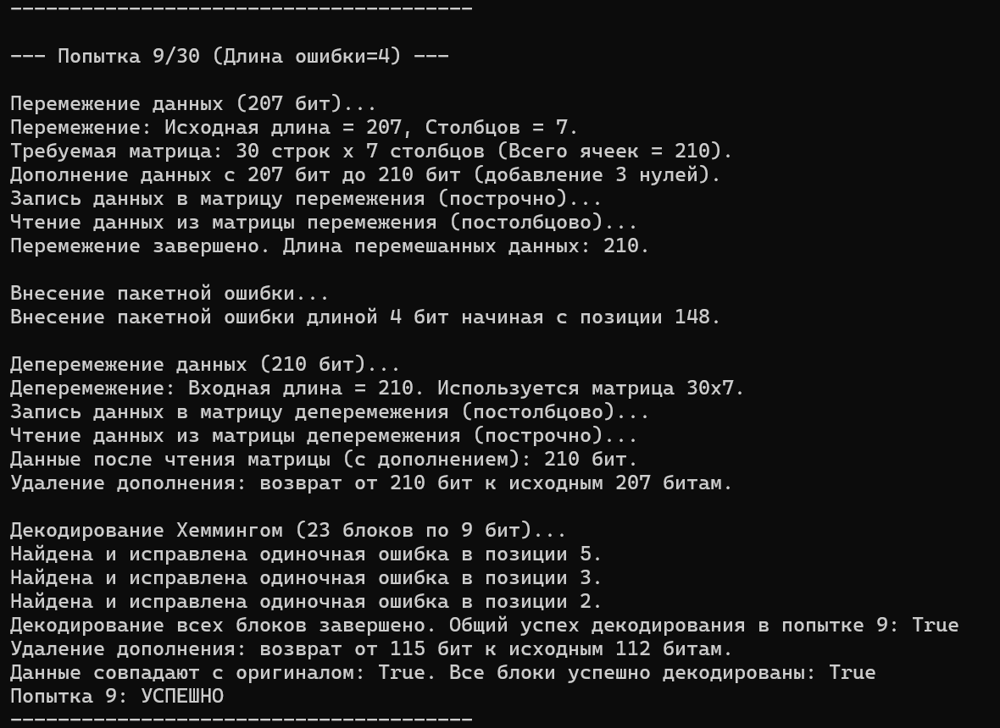 ---------------------------------------
--- Попытка 9/30 (Длина ошибки=4) ---
Перемежение данных (207 бит)...
Перемежение: Исходная длина = 207, Столбцов = 7.
Требуемая матрица: 30 строк x 7 столбцов (Всего ячеек = 210).
Дополнение данных с 207 бит до 210 бит (добавление 3 нулей).
Запись данных в матрицу перемежения (построчно)...
Чтение данных из матрицы перемежения (постолбцово)...
Перемежение завершено. Длина перемешанных данных: 210.
Внесение пакетной ошибки...
Внесение пакетной ошибки длиной 4 бит начиная с позиции 148.
Деперемежение данных (210 бит)...
Деперемежение: Входная длина = 210. Используется матрица 30x7.
Запись данных в матрицу деперемежения (постолбцово)...
Чтение данных из матрицы деперемежения (построчно)...
Данные после чтения матрицы (с дополнением): 210 бит.
Удаление дополнения: возврат от 210 бит к исходным 207 битам.
Декодирование Хеммингом (23 блоков по 9 бит)...
Найдена и исправлена одиночная ошибка в позиции 5.
Найдена и исправлена одиночная ошибка в позиции 3.
Найдена и исправлена одиночная ошибка в позиции 2.
Декодирование всех блоков завершено. Общий успех декодирования в попытке 9: True
Удаление дополнения: возврат от 115 бит к исходным 112 битам.
Данные совпадают с оригиналом: True. Все блоки успешно декодированы: True
Попытка 9: УСПЕШНО
---------------------------------------